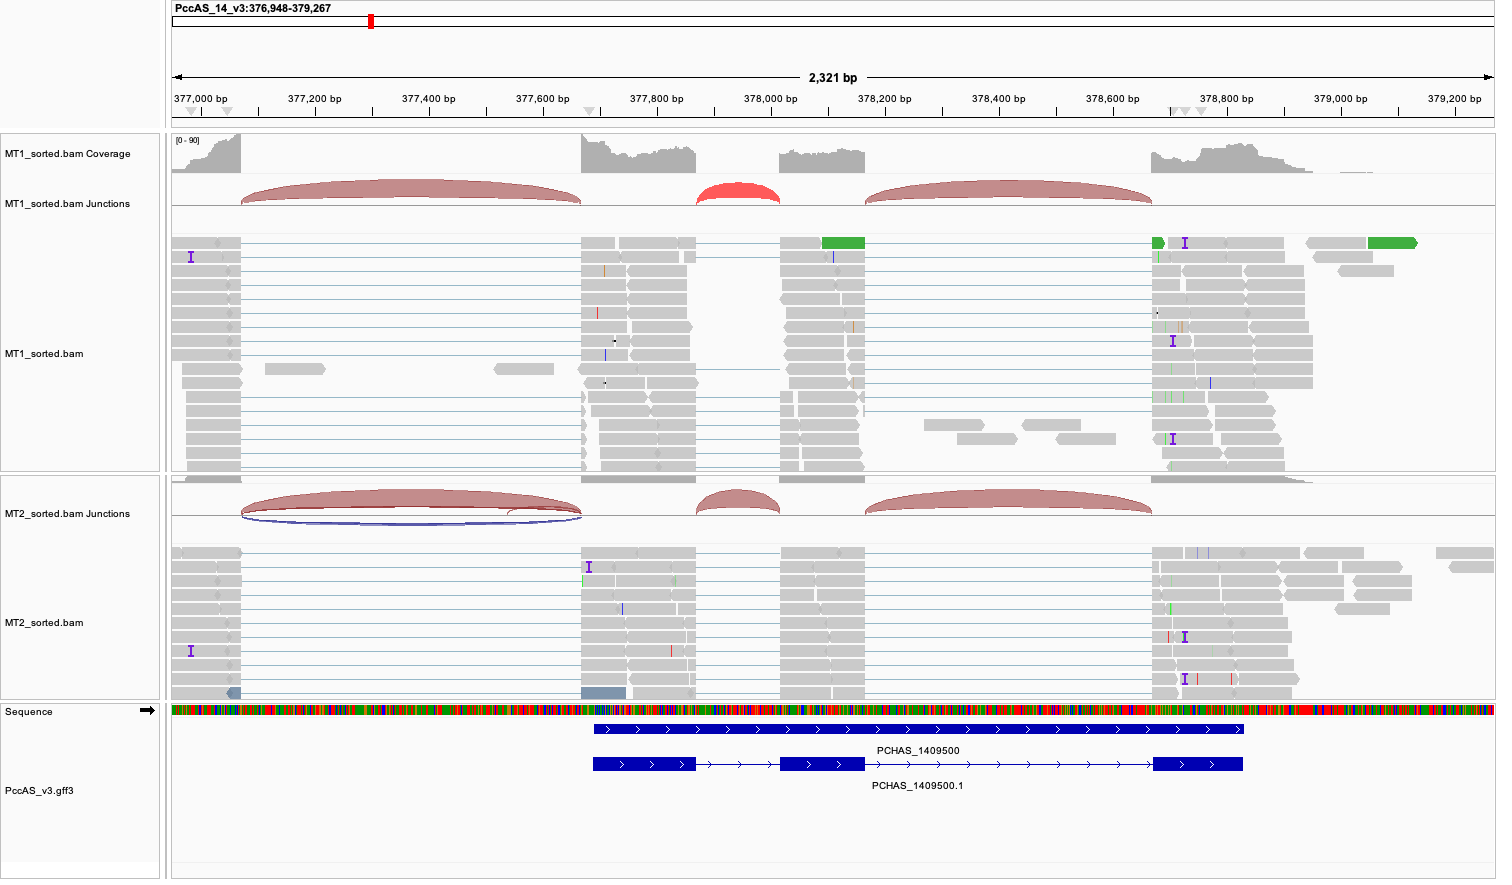 PccAS_14_v3:376,948-379,267
2,321 bp
377,000 bp 377,200 bp 377,400 bp 377,600 bp 377,800 bp 378,000 bp 378,200 bp 378,400 bp 378,600 bp 378,800 bp 379,000 bp 379,200 bp
[0 - 90]
MT1_sorted.bam Coverage
MT1_sorted.bam Junctions
MT1_sorted.bam
MT2_sorted.bam Junctions
MT2_sorted.bam
Sequence
PCHAS_1409500
PCHAS_1409500.1
PccAS_v3.gff3